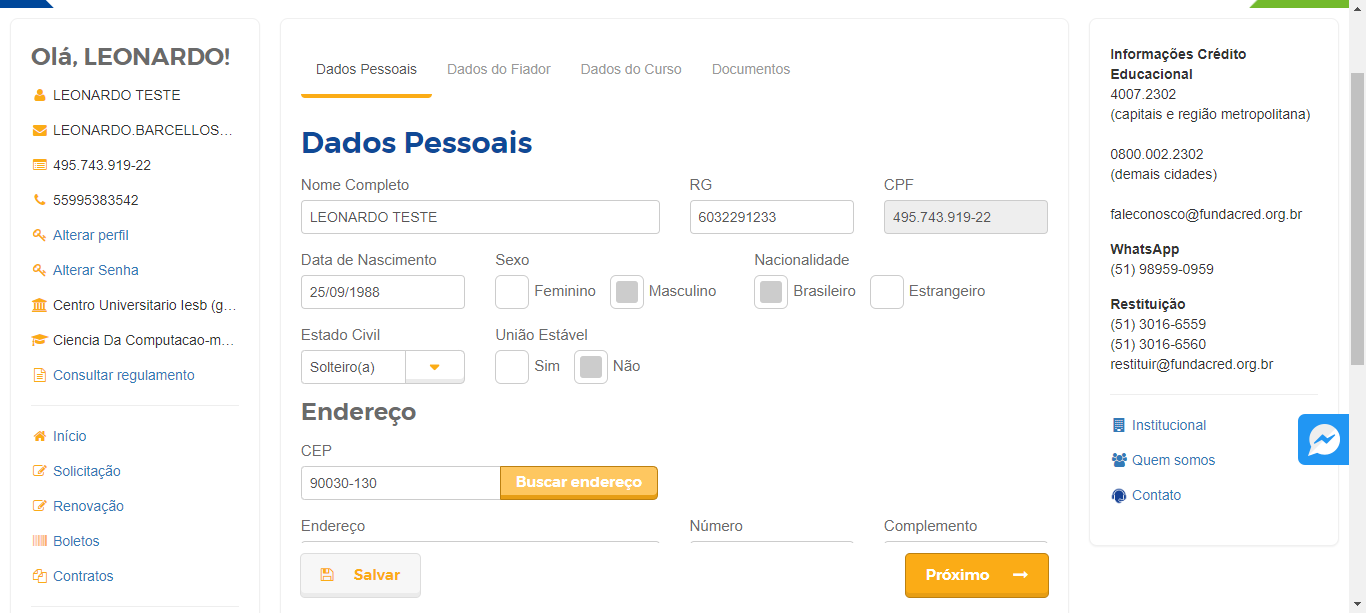 Olá, LEONARDO!
LEONARDO TESTE
LEONARDO.BARCELLOS...
495.743.919-22
55995383542
Alterar perfil
Alterar Senha
Centro Universitario Iesb (g...
Ciencia Da Computacao-m...
Consultar regulamento
Início
Solicitação
Renovação
Boletos
Contratos
Dados Pessoais Dados do Fiador Dados do Curso Documentos
Dados Pessoais
Nome Completo RG CPF
LEONARDO TESTE 6032291233 495.743.919-22
Data de Nascimento Sexo Nacionalidade
25/09/1988 Feminino Masculino Brasileiro Estrangeiro
Estado Civil União Estável
Solteiro(a) Sim Não
Endereço
CEP
90030-130 Buscar endereço
Endereço Número Complemento
Salvar Próximo
Informações Crédito
Educacional
4007.2302
(capitais e região metropolitana)
0800.002.2302
(demais cidades)
faleconosco@fundacred.org.br
WhatsApp
(51) 98959-0959
Restituição
(51) 3016-6559
(51) 3016-6560
restituir@fundacred.org.br
Institucional
Quem somos
Contato